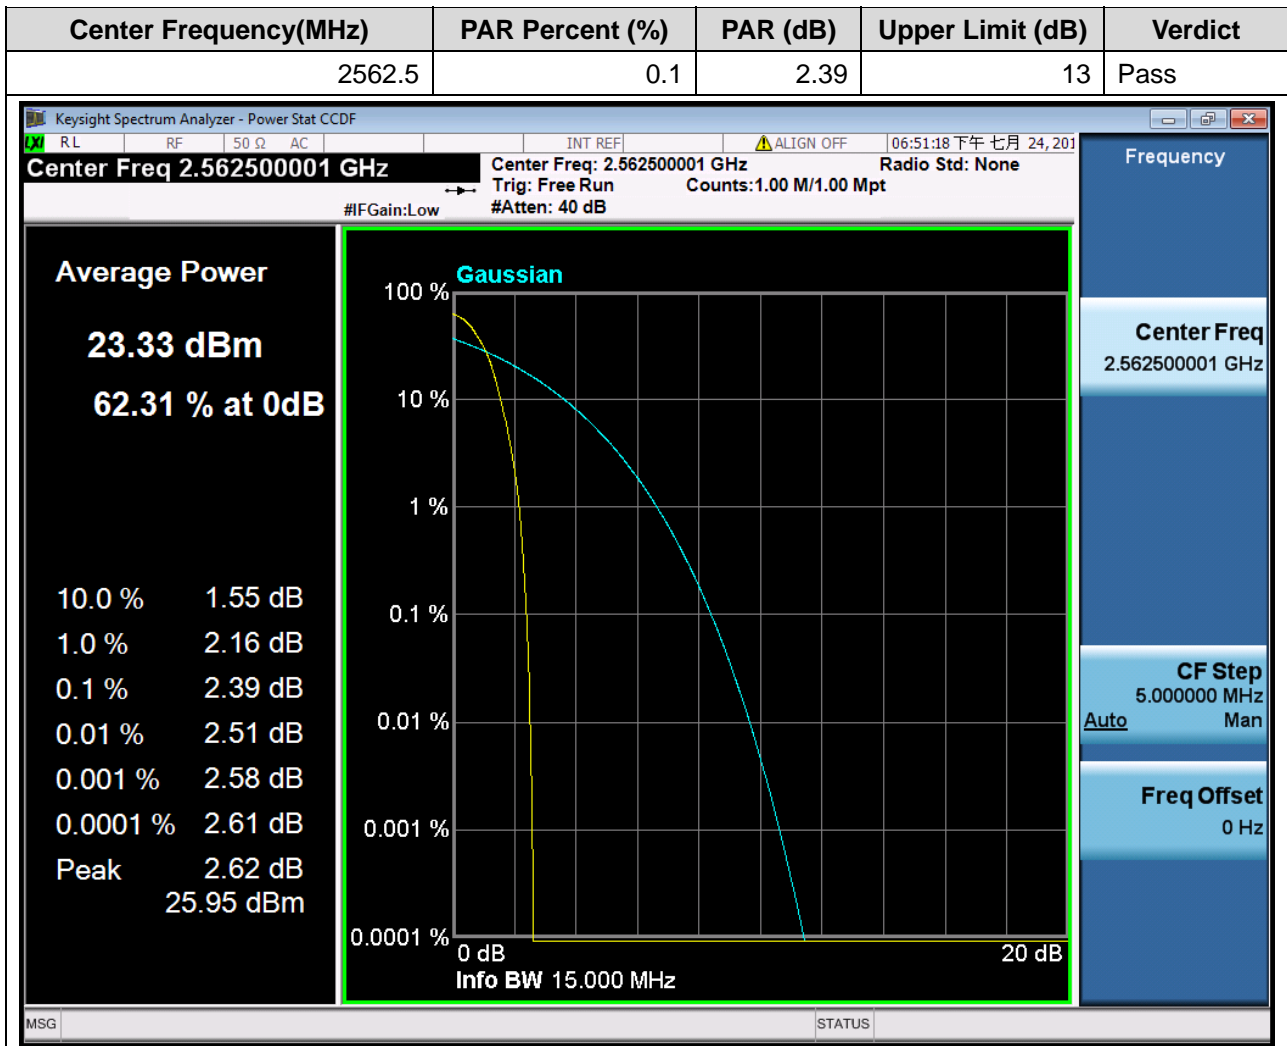 Center Frequency(MHz) PAR Percent (%) PAR (dB) Upper Limit (dB) Verdict
2562.5 0.1 2.39 13 Pass
Keysight Spectrum Analyzer - Power Stat CCDF
LXI RL RF 50 Ω AC INT REF ALIGN OFF 06:51:18 下午 七月 24, 201
Center Freq 2.562500001 GHz
Center Freq: 2.562500001 GHz Radio Std: None
Trig: Free Run Counts:1.00 M/1.00 Mpt
#IFGain:Low #Atten: 40 dB
Average Power
23.33 dBm
62.31 % at 0dB
10.0 % 1.55 dB
1.0 % 2.16 dB
0.1 % 2.39 dB
0.01 % 2.51 dB
0.001 % 2.58 dB
0.0001 % 2.61 dB
Peak 2.62 dB
25.95 dBm
Gaussian
100 %
10 %
1 %
0.1 %
0.01 %
0.001 %
0.0001 %
0 dB 20 dB
Info BW 15.000 MHz
Frequency
Center Freq
2.562500001 GHz
CF Step
5.000000 MHz
Auto Man
Freq Offset
0 Hz
MSG STATUS